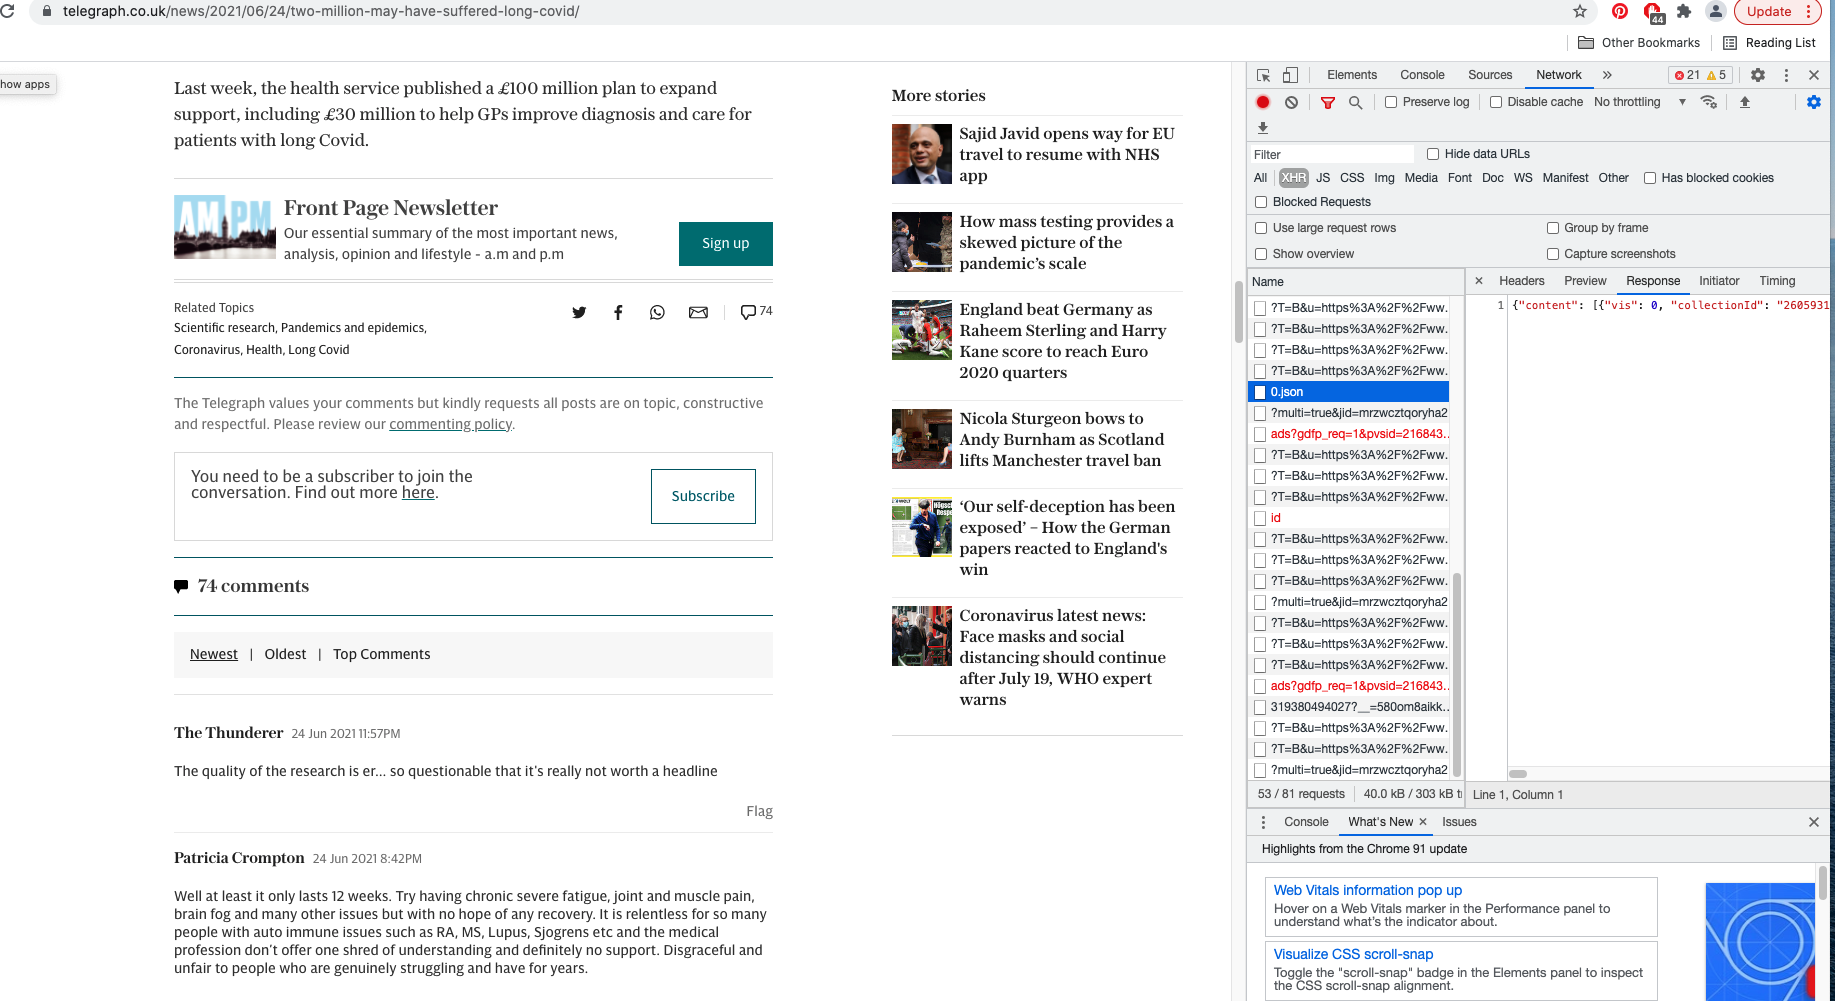 telegraph.co.uk/news/2021/06/24/two-million-may-have-suffered-long-covid/
44
Update
Other Bookmarks
Reading List
how apps
Last week, the health service published a £100 million plan to expand
support, including £30 million to help GPs improve diagnosis and care for
patients with long Covid.
AM PM
Front Page Newsletter
Our essential summary of the most important news,
analysis, opinion and lifestyle - a.m and p.m
Sign up
Related Topics
Scientific research, Pandemics and epidemics,
Coronavirus, Health, Long Covid
74
The Telegraph values your comments but kindly requests all posts are on topic, constructive
and respectful. Please review our commenting policy.
You need to be a subscriber to join the
conversation. Find out more here.
Subscribe
74 comments
Newest | Oldest | Top Comments
The Thunderer 24 Jun 2021 11:57PM
The quality of the research is er... so questionable that it's really not worth a headline
Flag
Patricia Crompton 24 Jun 2021 8:42PM
Well at least it only lasts 12 weeks. Try having chronic severe fatigue, joint and muscle pain,
brain fog and many other issues but with no hope of any recovery. It is relentless for so many
people with auto immune issues such as RA, MS, Lupus, Sjogrens etc and the medical
profession don't offer one shred of understanding and definitely no support. Disgraceful and
unfair to people who are genuinely struggling and have for years.
More stories
Sajid Javid opens way for EU
travel to resume with NHS
app
How mass testing provides a
skewed picture of the
pandemic's scale
England beat Germany as
Raheem Sterling and Harry
Kane score to reach Euro
2020 quarters
Nicola Sturgeon bows to
Andy Burnham as Scotland
lifts Manchester travel ban
'Our self-deception has been
exposed' – How the German
papers reacted to England's
win
Coronavirus latest news:
Face masks and social
distancing should continue
after July 19, WHO expert
warns
Elements Console Sources Network » 21 5
Preserve log Disable cache No throttling
Filter
Hide data URLs
All XHR JS CSS Img Media Font Doc WS Manifest Other Has blocked cookies
Blocked Requests
Use large request rows
Group by frame
Show overview
Capture screenshots
Name
?T=B&u=https%3A%2F%2Fww.
?T=B&u=https%3A%2F%2Fww.
?T=B&u=https%3A%2F%2Fww.
?T=B&u=https%3A%2F%2Fww.
0.json
?multi=true&jid=mrzwcztqoryha2
ads?gdfp_req=1&pvsid=216843..
?T=B&u=https%3A%2F%2Fww.
?T=B&u=https%3A%2F%2Fww.
?T=B&u=https%3A%2F%2Fww.
id
?T=B&u=https%3A%2F%2Fww.
?T=B&u=https%3A%2F%2Fww.
?T=B&u=https%3A%2F%2Fww.
?multi=true&jid=mrzwcztqoryha2
?T=B&u=https%3A%2F%2Fww.
?T=B&u=https%3A%2F%2Fww.
?T=B&u=https%3A%2F%2Fww.
ads?gdfp_req=1&pvsid=216843..
319380494027?__=580om8aikk..
?T=B&u=https%3A%2F%2Fww.
?T=B&u=https%3A%2F%2Fww.
?multi=true&jid=mrzwcztqoryha2
53 / 81 requests 40.0 kB / 303 kB
Headers Preview Response Initiator Timing
1 {"content": [{"vis": 0, "collectionId": "2605931
Line 1, Column 1
Console What's New Issues
Highlights from the Chrome 91 update
Web Vitals information pop up
Hover on a Web Vitals marker in the Performance panel to
understand what's the indicator about.
Visualize CSS scroll-snap
Toggle the "scroll-snap" badge in the Elements panel to inspect
the CSS scroll-snap alignment.